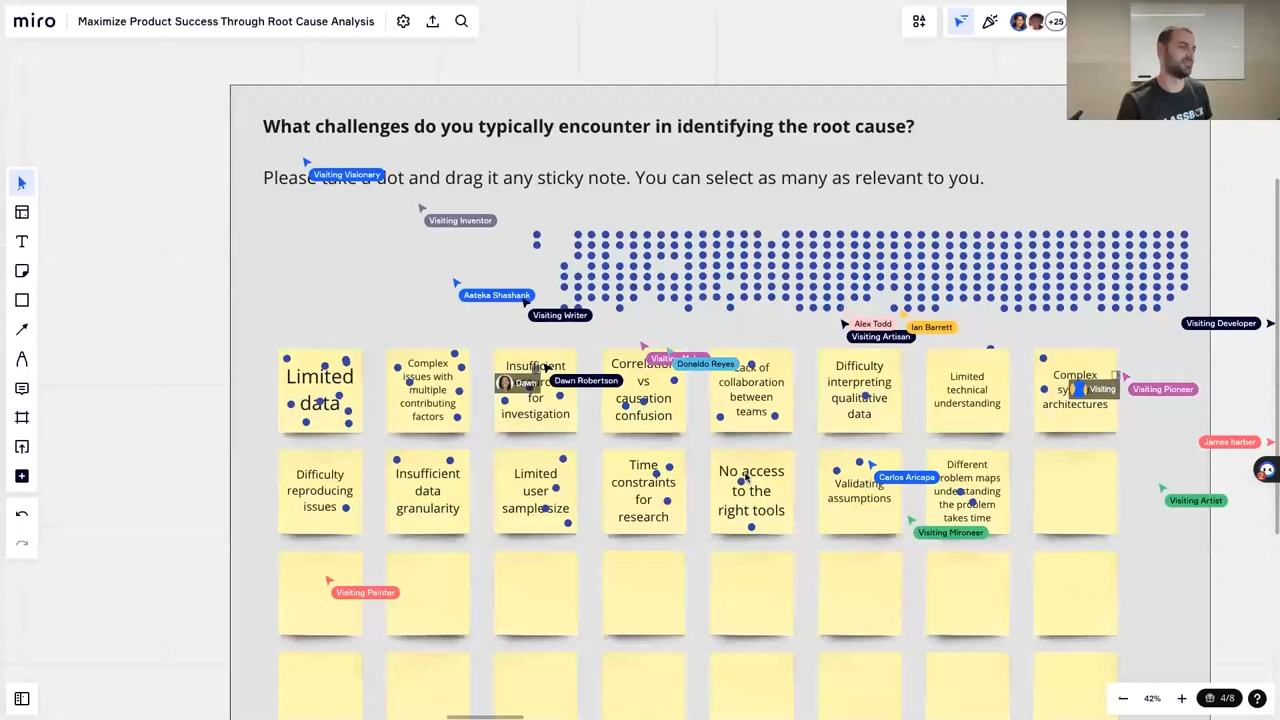 miro
Maximize Product Success Through Root Cause Analysis
+25
What challenges do you typically encounter in identifying the root cause?
Please take a dot and drag it any sticky note. You can select as many as relevant to you.
Visiting Visionary
Visiting Inventor
Aateka Shashank
Visiting Writer
Alex Todd
Ian Barrett
Visiting Artisan
Visiting Developer
Limited
data
Complex
issues with
multiple
contributing
factors
Insufficient
for
investigation
Dawn
Dawn Robertson
Correlation
vs
causation
confusion
Visiting
Donaldo Reyes
Lack of
collaboration
between
teams
Difficulty
interpreting
qualitative
data
Limited
technical
understanding
Complex
architectures
Visiting
Visiting Pioneer
James harber
Difficulty
reproducing
issues
Insufficient
data
granularity
Limited
user
sample size
Time
constraints
for
research
No access
to the
right tools
Validating
assumptions
Carlos Aricapa
Different
problem maps
understanding
the problem
takes time
Visiting Mironeer
Visiting Artist
Visiting Painter
42%
4/8